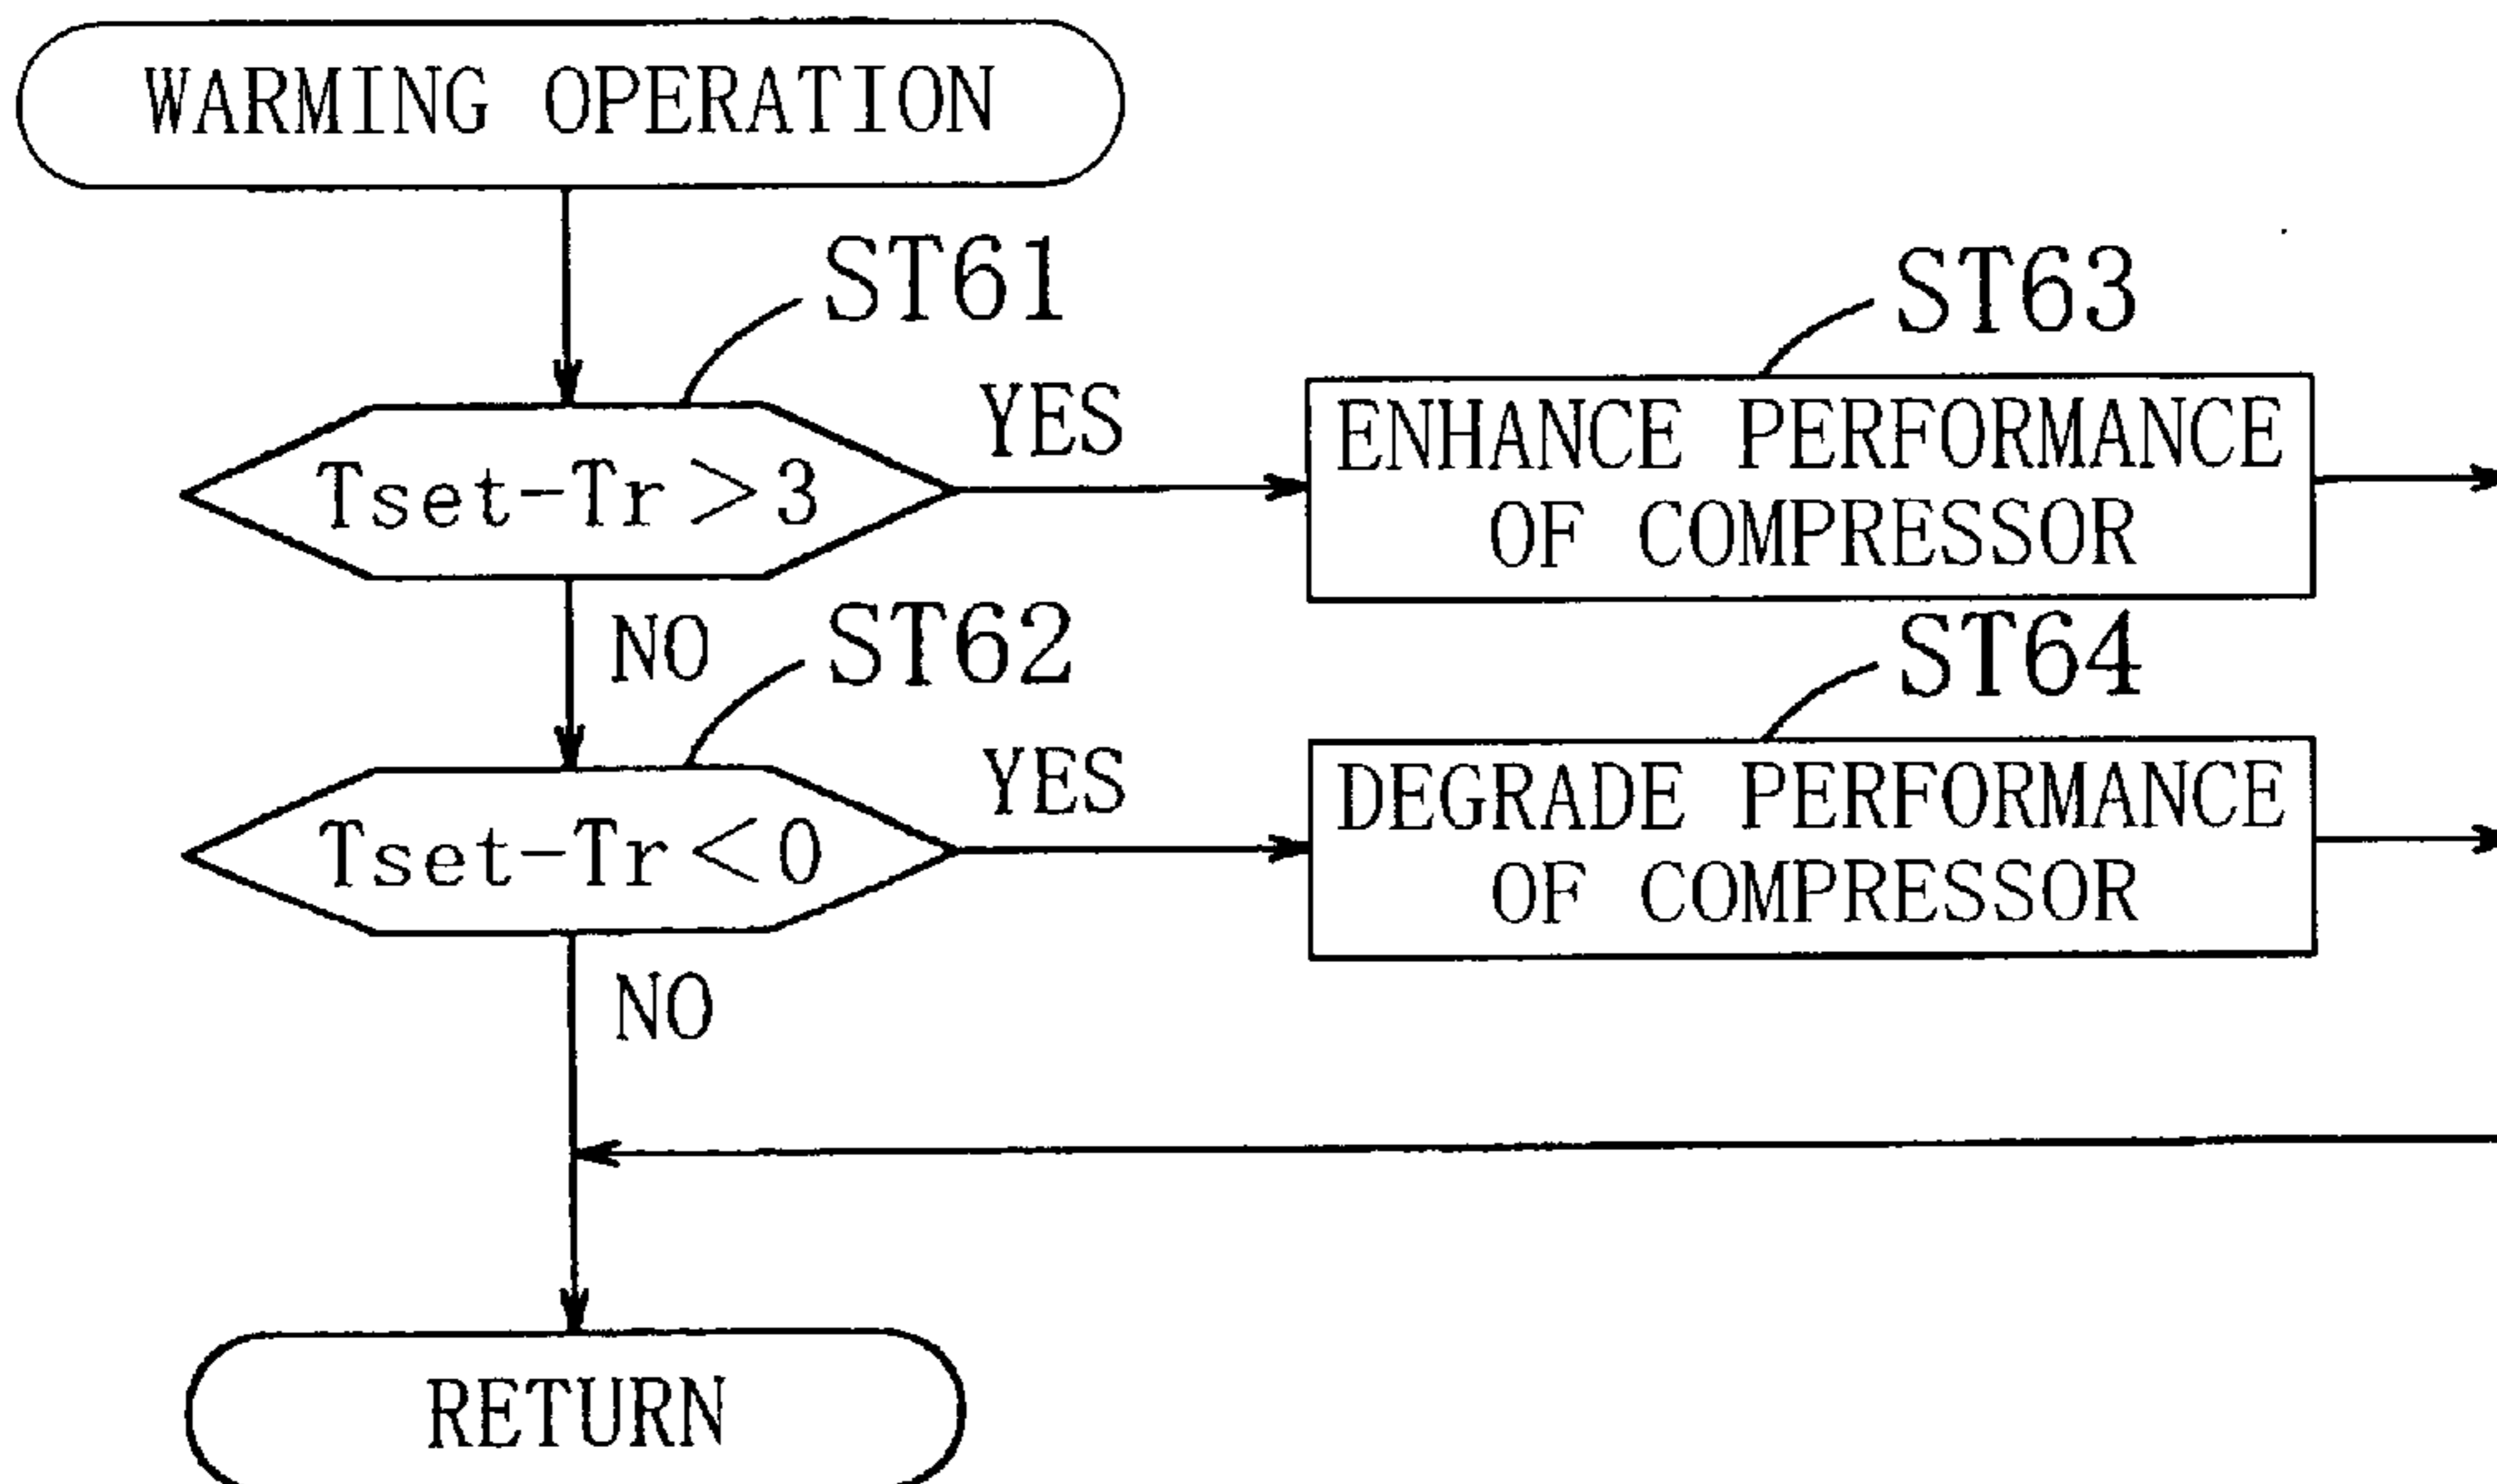 WARMING OPERATION
ST61
Tset-Tr>3
YES
ST63
ENHANCE PERFORMANCE
OF COMPRESSOR
NO
ST62
Tset-Tr<0
YES
ST64
DEGRADE PERFORMANCE
OF COMPRESSOR
NO
RETURN